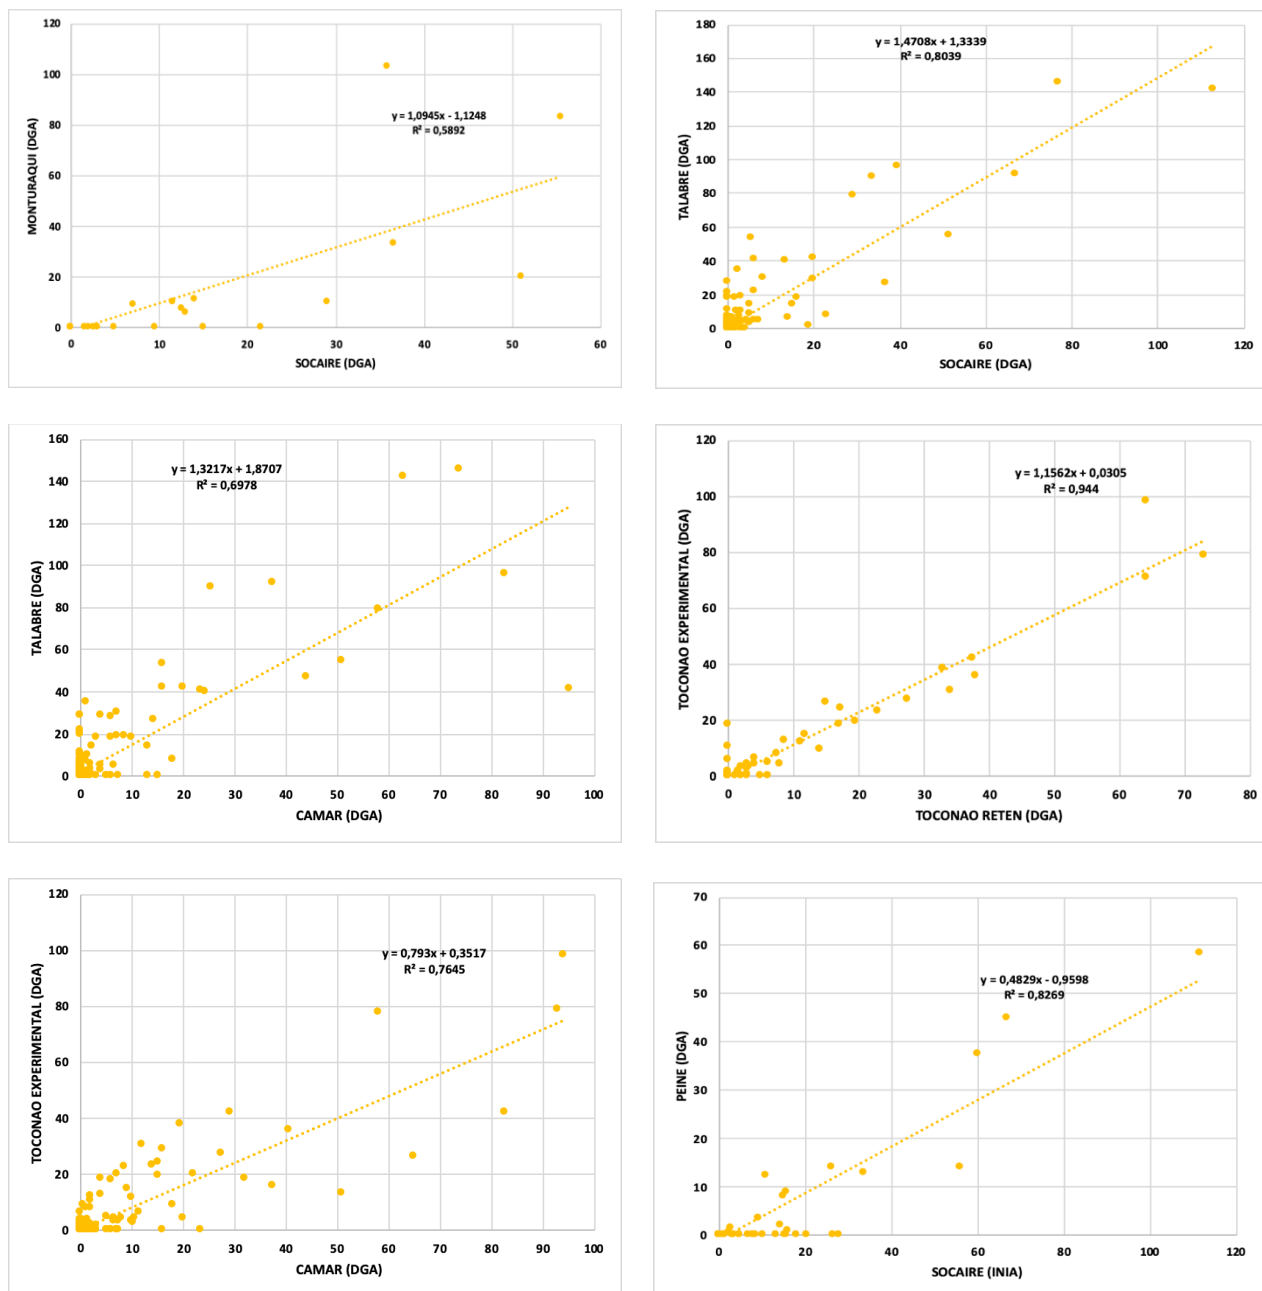 120
100
80
60
40
20
0
MONTURAQUI (DGA)
y = 1,0945x - 1,1248
R² = 0,5892
0 10 20 30 40 50 60
SOCAIRE (DGA)
180
160
140
120
100
80
60
40
20
0
TALABRE (DGA)
y = 1,4708x + 1,3339
R² = 0,8039
0 20 40 60 80 100 120
SOCAIRE (DGA)
160
140
120
100
80
60
40
20
0
TALABRE (DGA)
y = 1,3217x + 1,8707
R² = 0,6978
0 10 20 30 40 50 60 70 80 90 100
CAMAR (DGA)
120
100
80
60
40
20
0
TOCONAO EXPERIMENTAL (DGA)
y = 1,1562x + 0,0305
R² = 0,944
0 10 20 30 40 50 60 70 80
TOCONAO RETEN (DGA)
120
100
80
60
40
20
0
TOCONAO EXPERIMENTAL (DGA)
y = 0,793x + 0,3517
R² = 0,7645
0 10 20 30 40 50 60 70 80 90 100
CAMAR (DGA)
70
60
50
40
30
20
10
0
PEINE (DGA)
y = 0,4829x - 0,9598
R² = 0,8269
0 20 40 60 80 100 120
SOCAIRE (INIA)